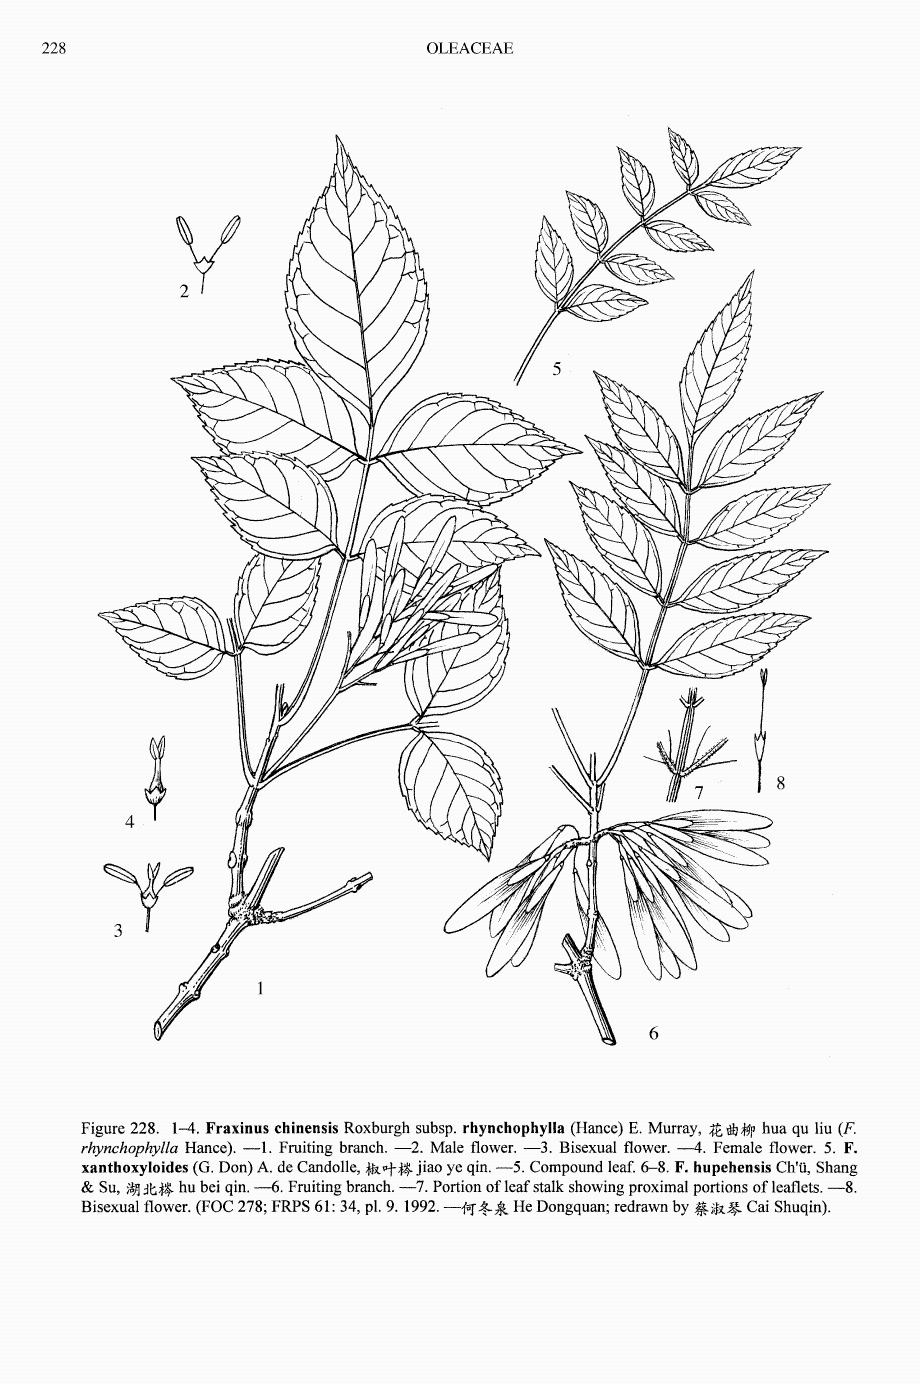 228
OLEACEAE
2
5
4
7
8
3
1
6
Figure 228. 1–4. Fraxinus chinensis Roxburgh subsp. rhynchophylla (Hance) E. Murray, 花曲柳 hua qu liu (F.
rhynchophylla Hance). —1. Fruiting branch. —2. Male flower. —3. Bisexual flower. —4. Female flower. 5. F.
xanthoxyloides (G. Don) A. de Candolle, 椒叶梣 jiao ye qin. —5. Compound leaf. 6–8. F. hupehensis Ch'ü, Shang
& Su, 湖北梣 hu bei qin. —6. Fruiting branch. —7. Portion of leaf stalk showing proximal portions of leaflets. —8.
Bisexual flower. (FOC 278; FRPS 61: 34, pl. 9. 1992. —何冬泉 He Dongquan; redrawn by 蔡淑琴 Cai Shuqin).